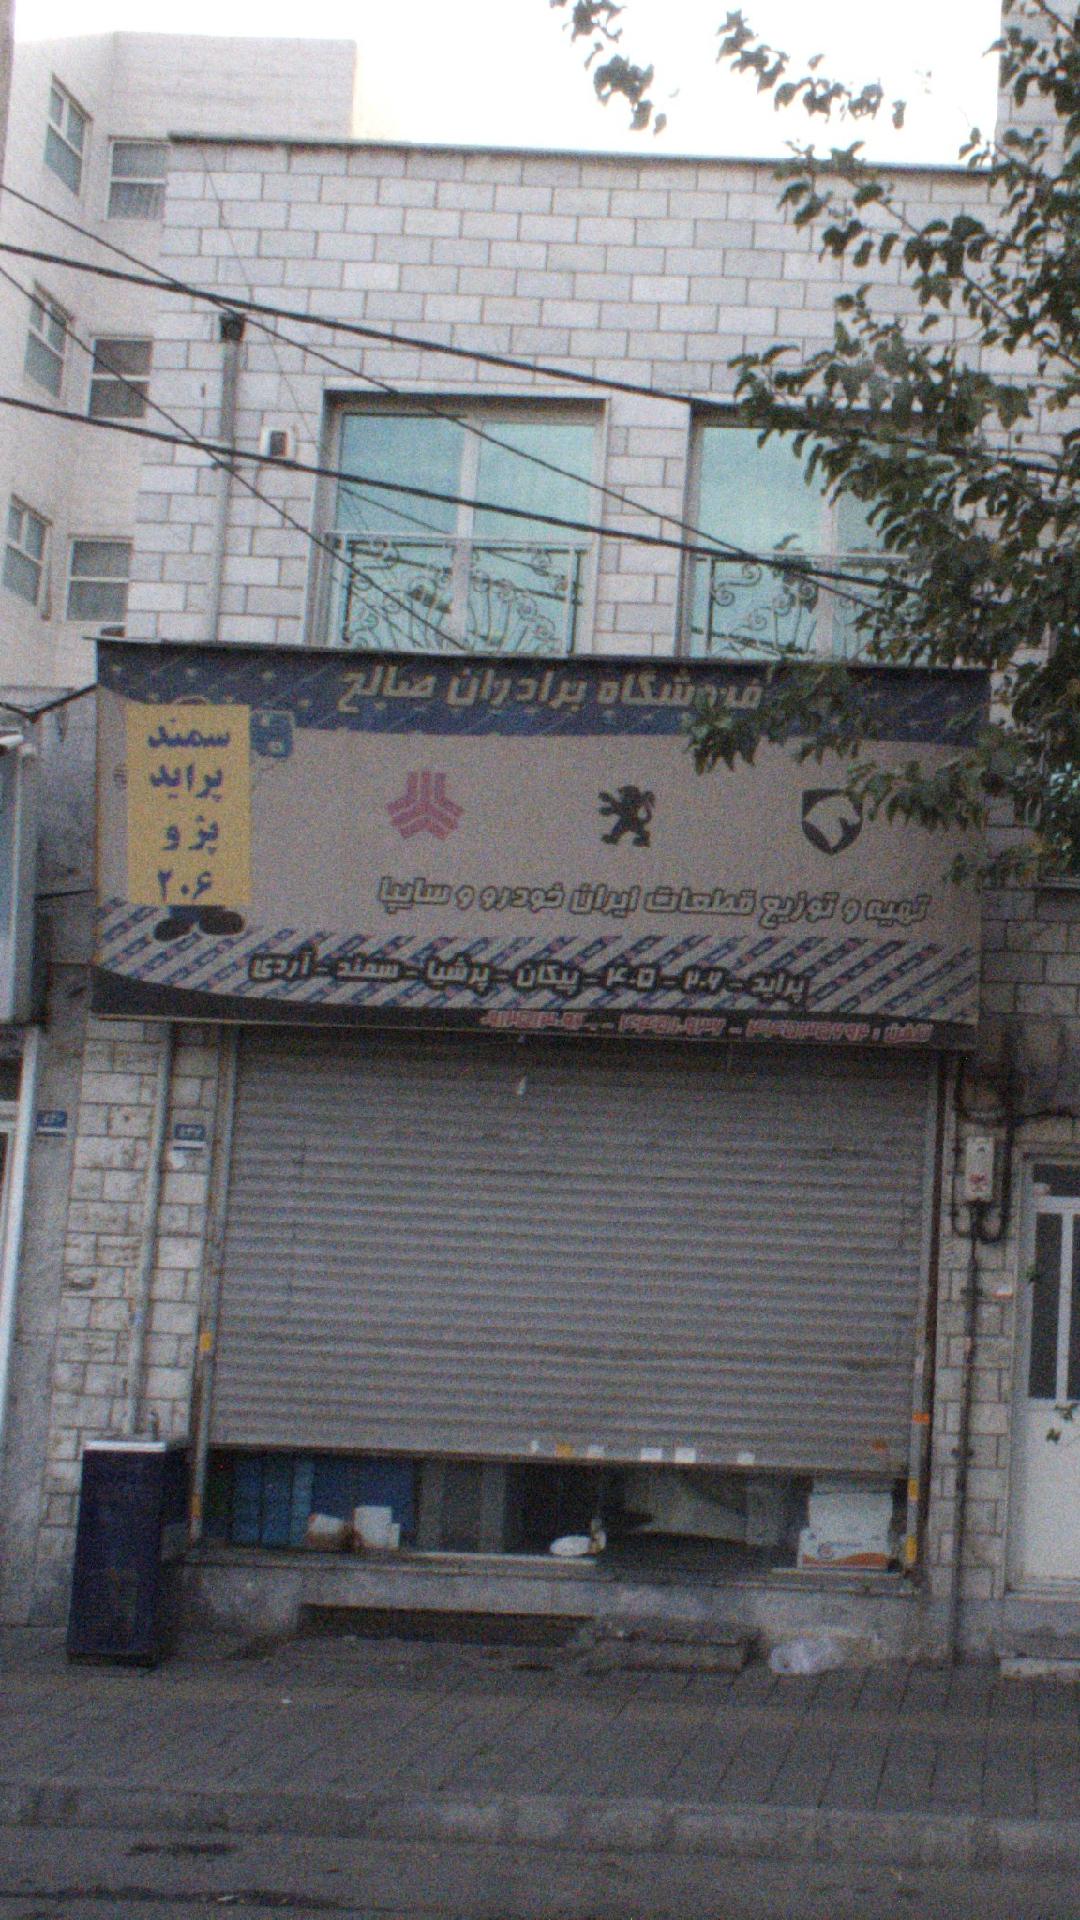 فروشگاه برادران صالح
سمند
پراید
پژو
۲۰۶
تهیه و توزیع قطعات ایران خودرو و سایپا
پراید - ۲۰۶ - ۴۰۵ - پیکان - پرشیا - سمند - آردی
تلفن :